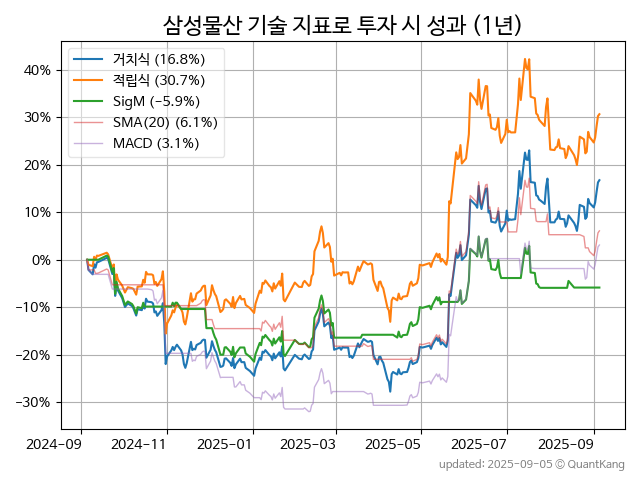 삼성물산 기술 지표로 투자 시 성과 (1년)
거치식 (16.8%)
적립식 (30.7%)
SigM (−5.9%)
SMA(20) (6.1%)
MACD (3.1%)
40%
30%
20%
10%
0%
−10%
−20%
−30%
2024−09 2024−11 2025−01 2025−03 2025−05 2025−07 2025−09
updated: 2025-09-05 © QuantKang